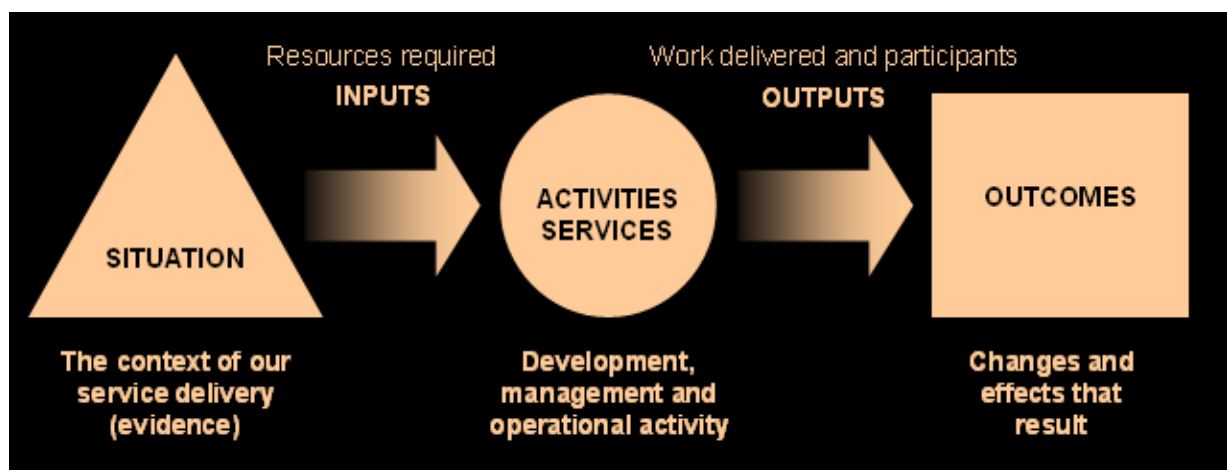 Resources required
INPUTS
Work delivered and participants
OUTPUTS
SITUATION
ACTIVITIES
SERVICES
OUTCOMES
The context of our
service delivery
(evidence)
Development,
management and
operational activity
Changes and
effects that
result